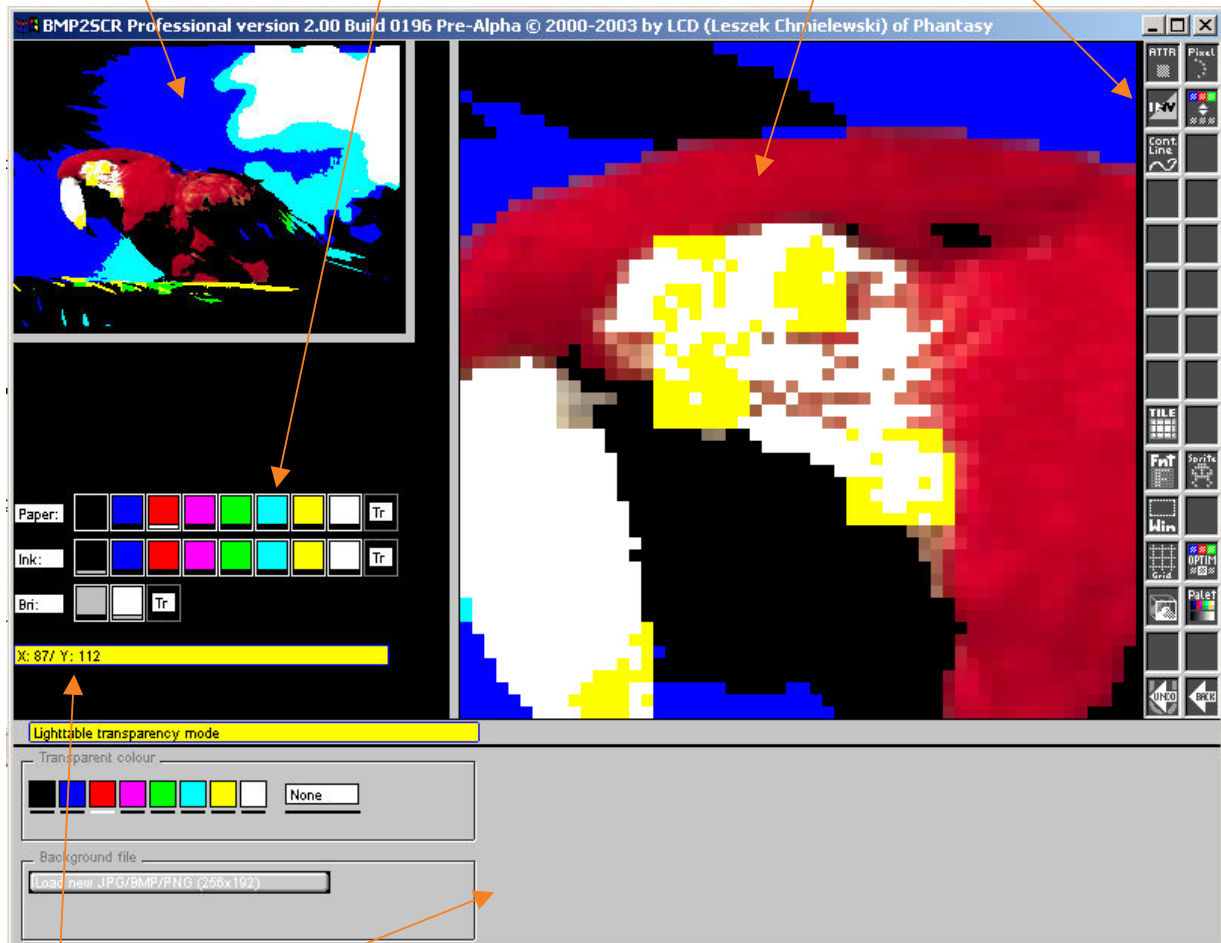 BMP2SCR Professional version 2.00 Build 0196 Pre-Alpha © 2000-2003 by LCD (Leszek Chmielewski) of Phantasy
ATTR Pixel
INV
Cont. Line
TILE
Fnt Sprite
Win
Grid OPTIM
Palet
UNDO BACK
Paper: Tr
Ink: Tr
Bri: Tr
X: 87/ Y: 112
Lighttable transparency mode
Transparent colour
None
Background file
Load new JPG/BMP/PNG (256x192)